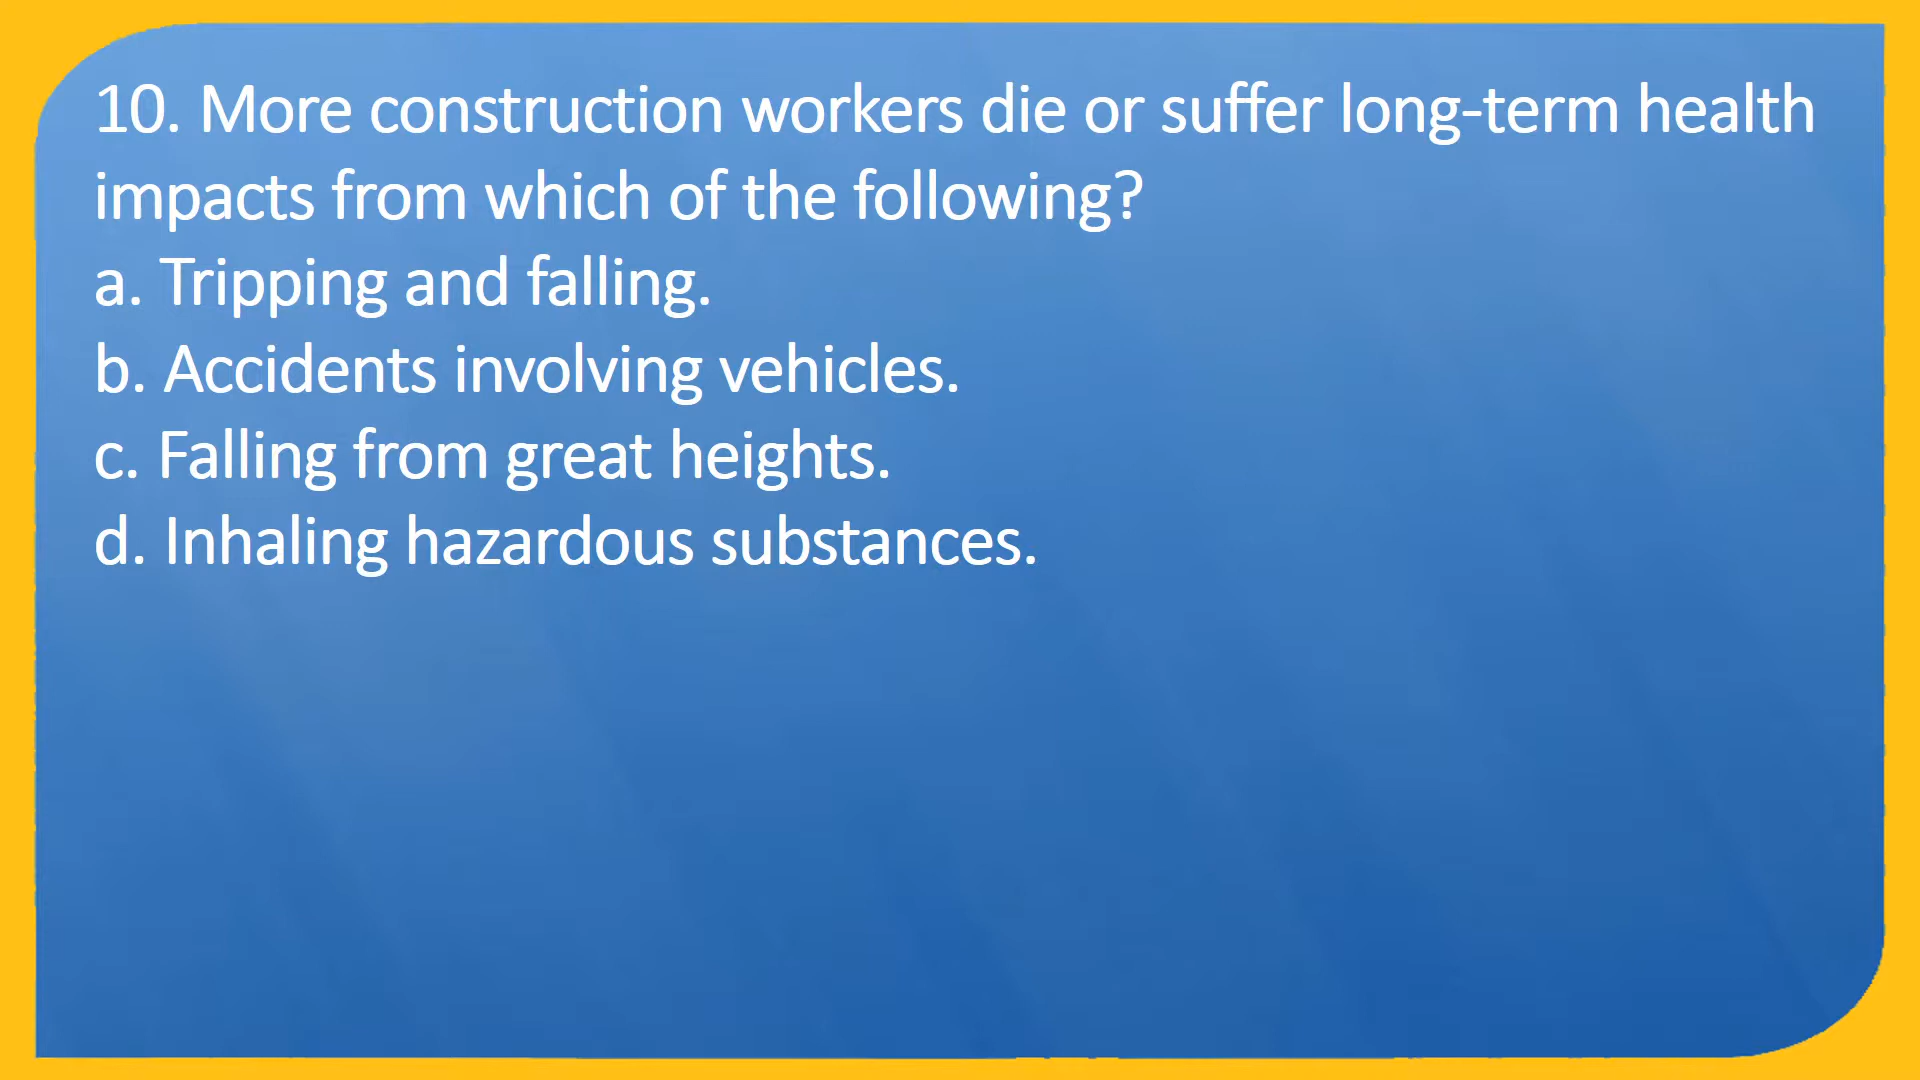 10. More construction workers die or suffer long-term health
impacts from which of the following?
a. Tripping and falling.
b. Accidents involving vehicles.
c. Falling from great heights.
d. Inhaling hazardous substances.